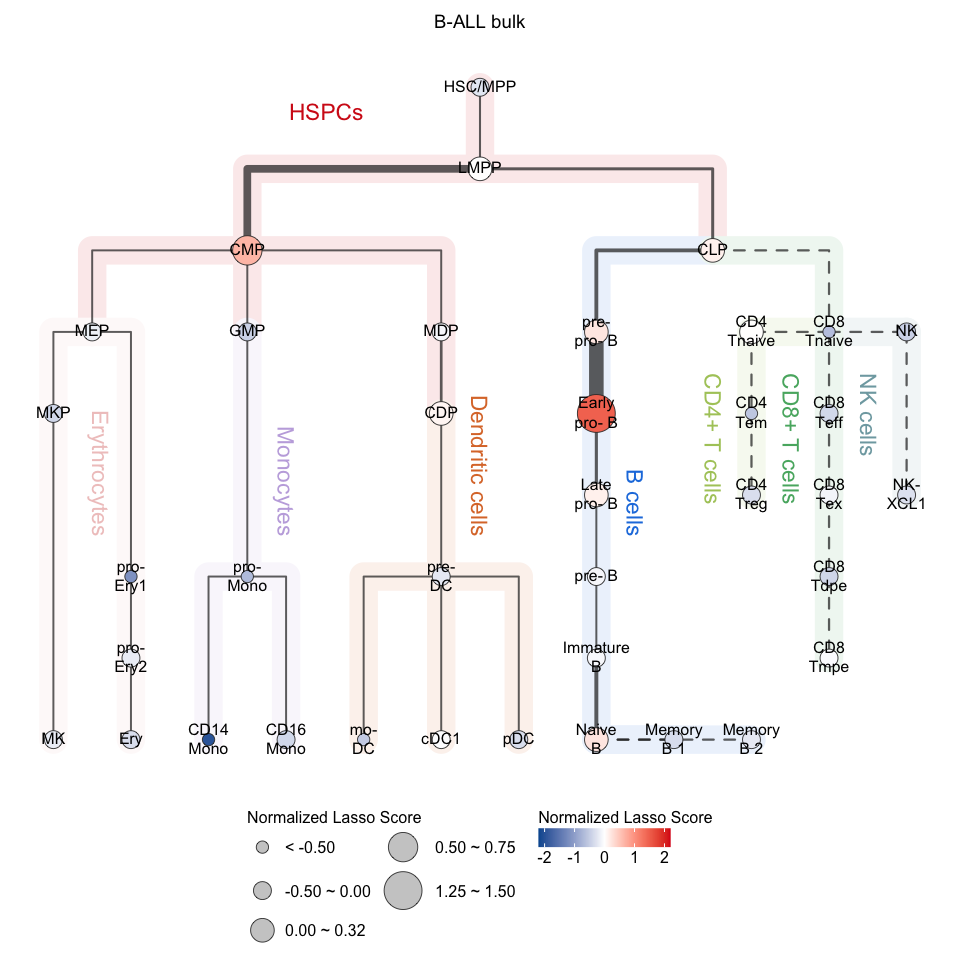 B-ALL bulk
HSC/MPP
HSPCs
LMPP
CMP
CLP
MEP
GMP
MDP
pre-
pro- B
CD4
Tnaive
CD8
Tnaive
NK
MKP
CDP
Early
pro- B
CD4
Tem
CD8
Teff
Erythrocytes
Monocytes
Dendritic cells
B cells
CD4+ T cells
CD8+ T cells
NK cells
Late
pro- B
CD4
Treg
CD8
Tex
NK-
XCL1
pro-
Ery1
pro-
Mono
pre-
DC
pre- B
CD8
Tdpe
pro-
Ery2
Immature
B
CD8
Tmpe
MK
Ery
CD14
Mono
CD16
Mono
mo-
DC
cDC1
pDC
Naive
B
Memory
B 1
Memory
B 2
Normalized Lasso Score
< -0.50
-0.50 ~ 0.00
0.00 ~ 0.32
0.50 ~ 0.75
1.25 ~ 1.50
Normalized Lasso Score
-2 -1 0 1 2